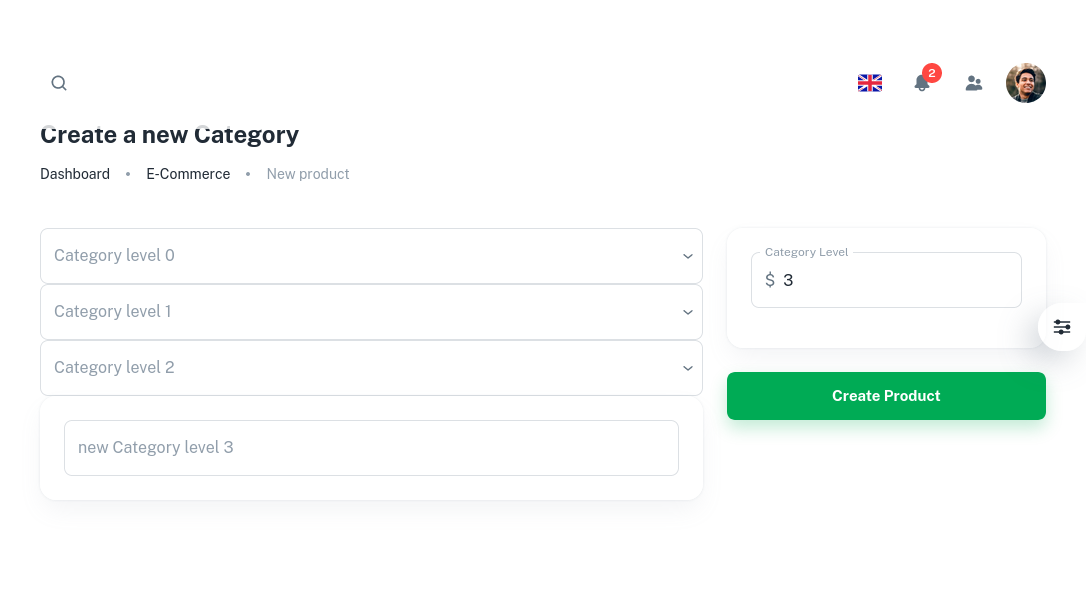 2
Create a new Category
Dashboard • E-Commerce • New product
Category level 0
Category level 1
Category level 2
new Category level 3
Category Level
$ 3
Create Product